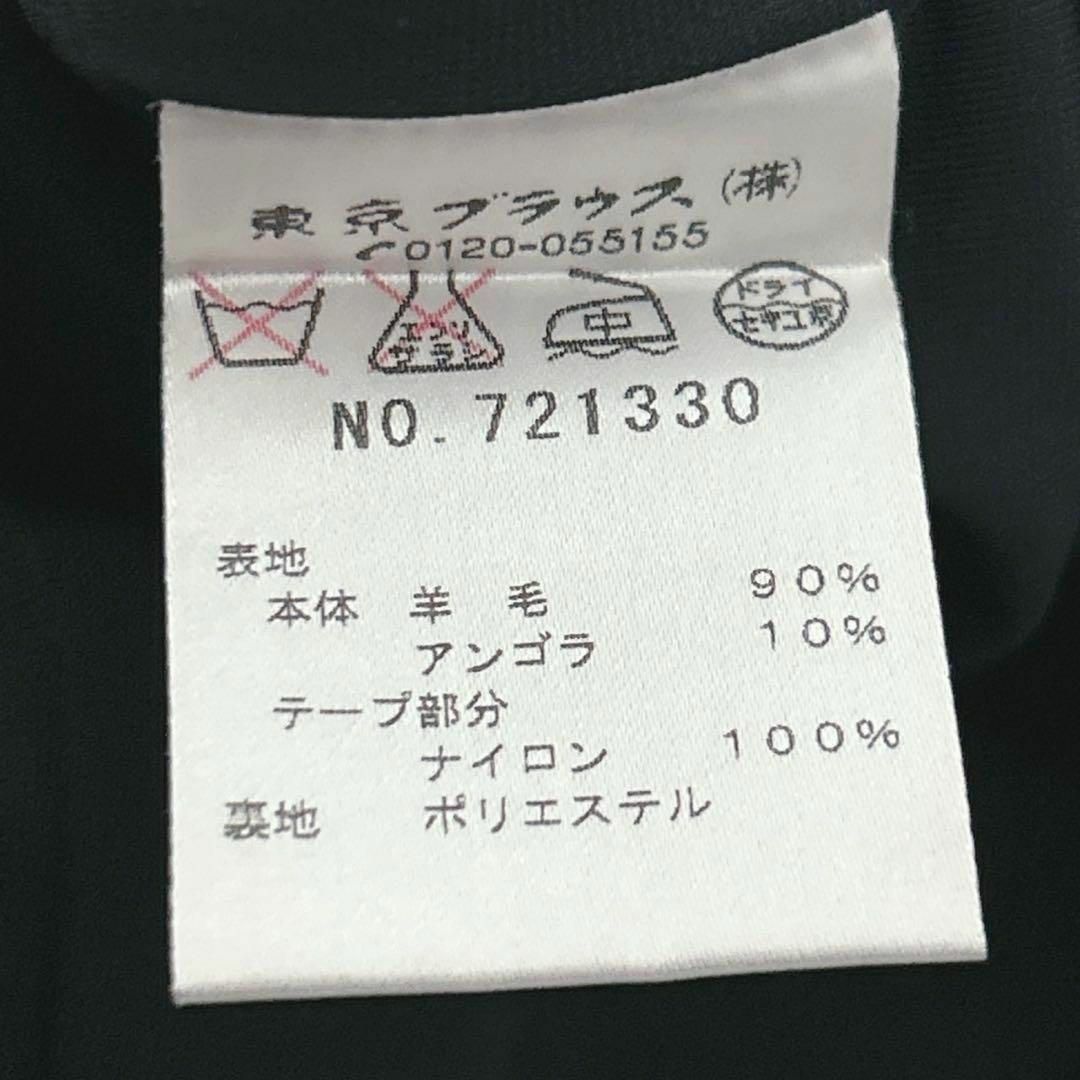 東京ブラウス(株)
0120-055155
エンソ
サラシ
中
ドライ
セキユ系
NO. 721330
表地
本体 羊 毛 90%
アンゴラ 10%
テープ部分
ナイロン 100%
裏地 ポリエステル